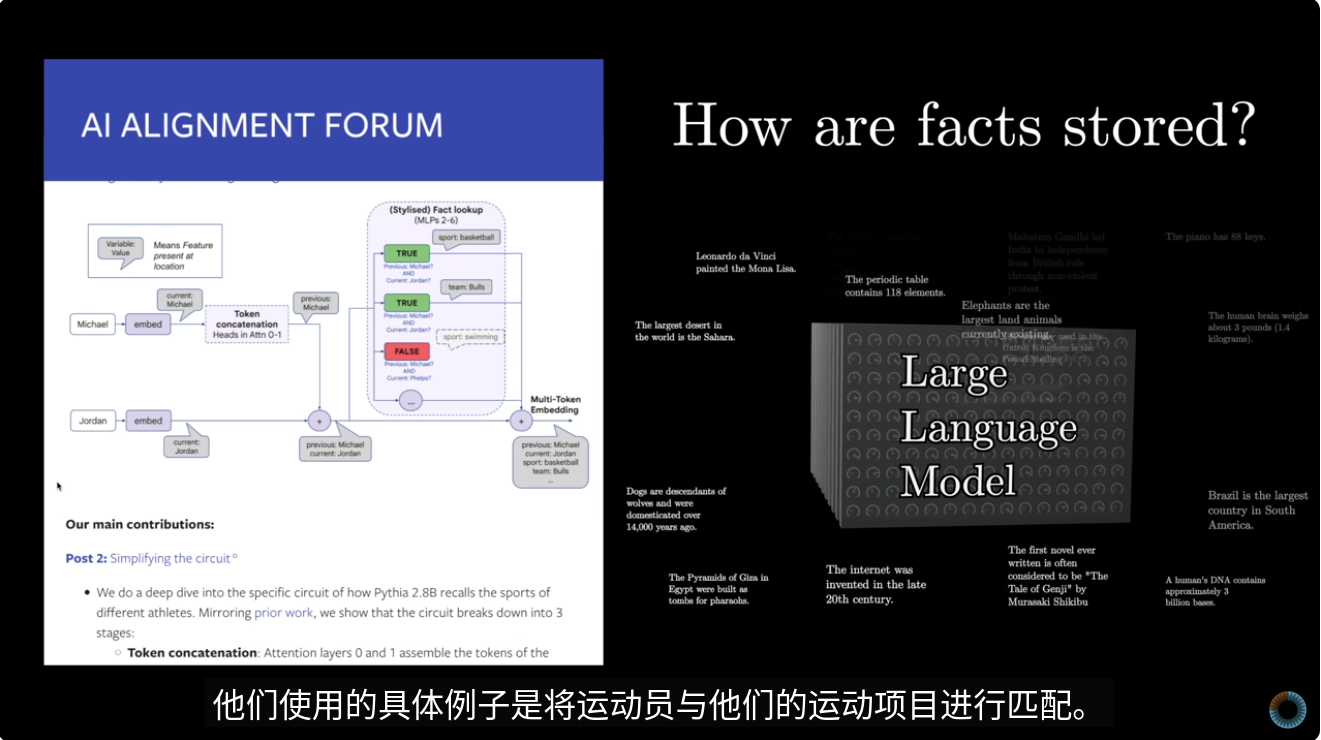 AI ALIGNMENT FORUM
(Stylised) Fact lookup
(MLPs 2-6)
Variable:
Value
Means Feature
present at
location
sport: basketball
TRUE
Previous: Michael?
AND
Current: Jordan?
team: Bulls
TRUE
Previous: Michael?
AND
Current: Jordan?
sport: swimming
FALSE
Previous: Michael?
AND
Current: Phelps?
...
current:
Michael
previous:
Michael
Michael
embed
Token
concatenation
Heads in Attn 0-1
Multi-Token
Embedding
Jordan
embed
+
+
current:
Jordan
previous: Michael
current: Jordan
previous: Michael
current: Jordan
sport: basketball
team: Bulls
...
Our main contributions:
Post 2: Simplifying the circuit°
• We do a deep dive into the specific circuit of how Pythia 2.8B recalls the sports of
different athletes. Mirroring prior work, we show that the circuit breaks down into 3
stages:
○ Token concatenation: Attention layers 0 and 1 assemble the tokens of the
How are facts stored?
Mahatma Gandhi led
India to independence
from British rule
through non-violent
protest.
The piano has 88 keys.
Leonardo da Vinci
painted the Mona Lisa.
The periodic table
contains 118 elements.
Elephants are the
largest land animals
currently existing.
The human brain weighs
about 3 pounds (1.4
kilograms).
The largest desert in
the world is the Sahara.
Large
Language
Model
Dogs are descendants of
wolves and were
domesticated over
14,000 years ago.
Brazil is the largest
country in South
America.
The Pyramids of Giza in
Egypt were built as
tombs for pharaohs.
The internet was
invented in the late
20th century.
The first novel ever
written is often
considered to be "The
Tale of Genji" by
Murasaki Shikibu
A human's DNA contains
approximately 3
billion bases.
他们使用的具体例子是将运动员与他们的运动项目进行匹配。